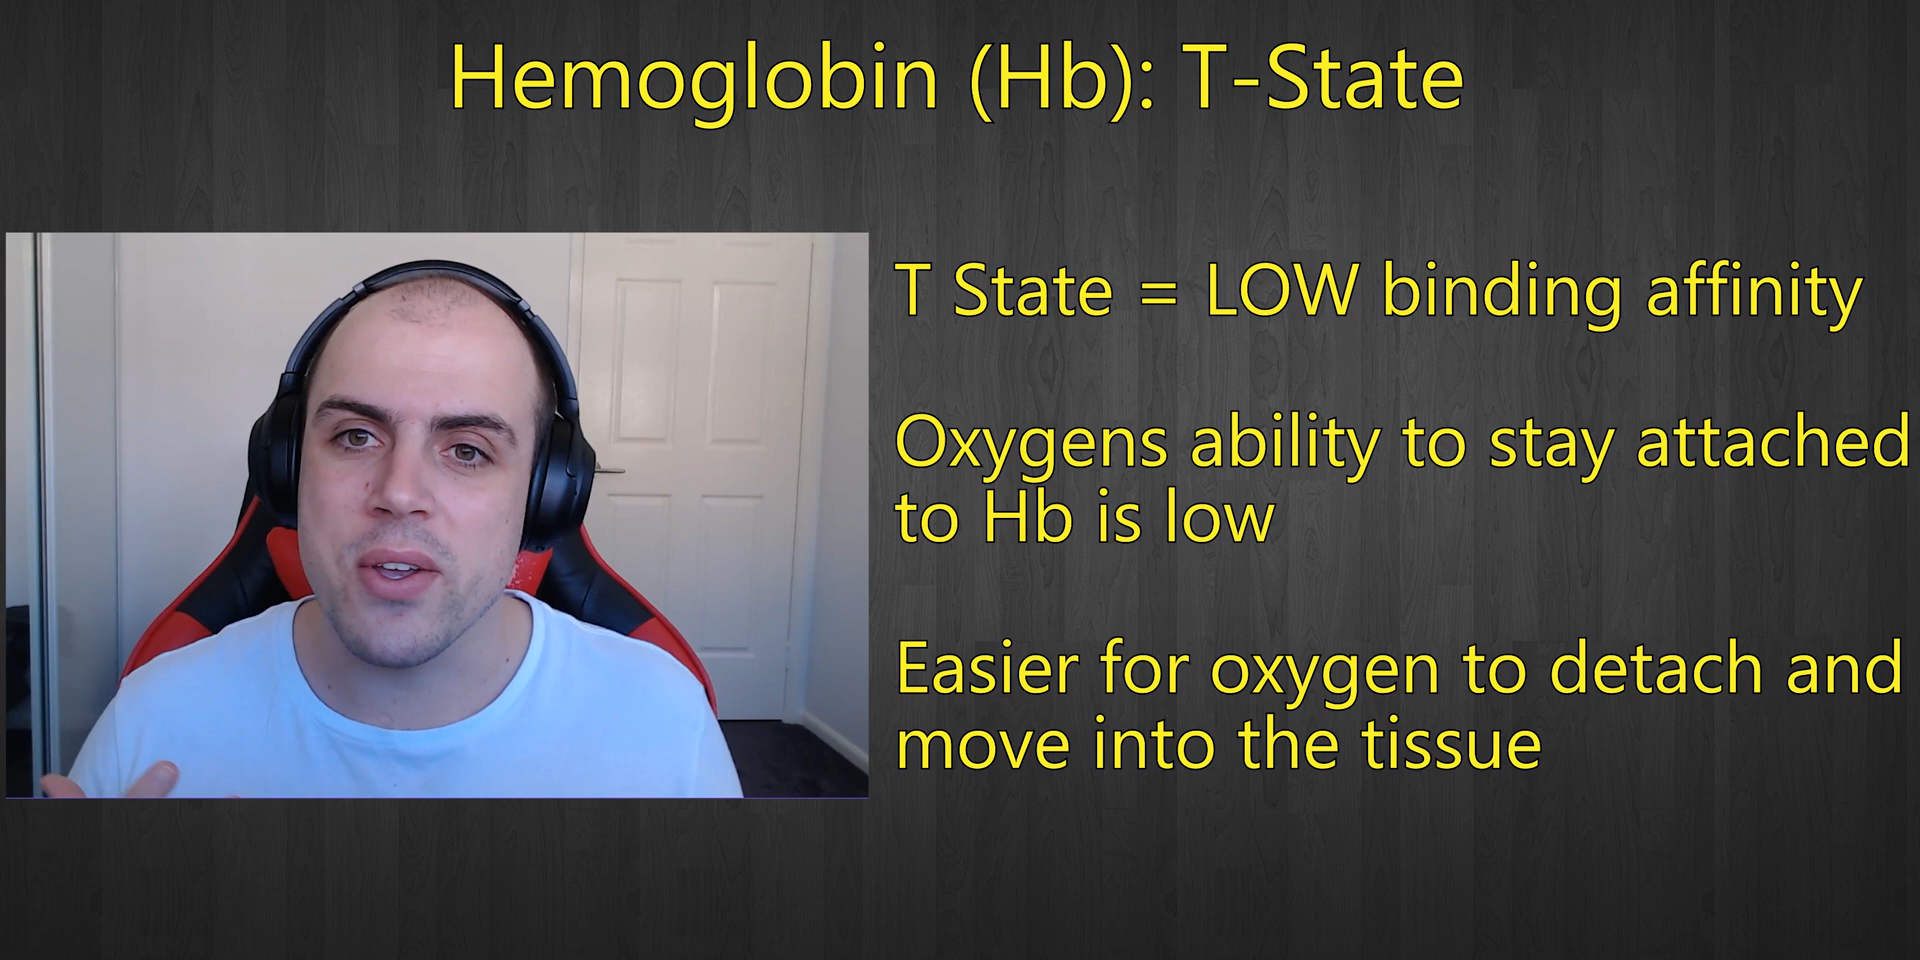 Hemoglobin (Hb): T-State
T State = LOW binding affinity
Oxygens ability to stay attached
to Hb is low
Easier for oxygen to detach and
move into the tissue